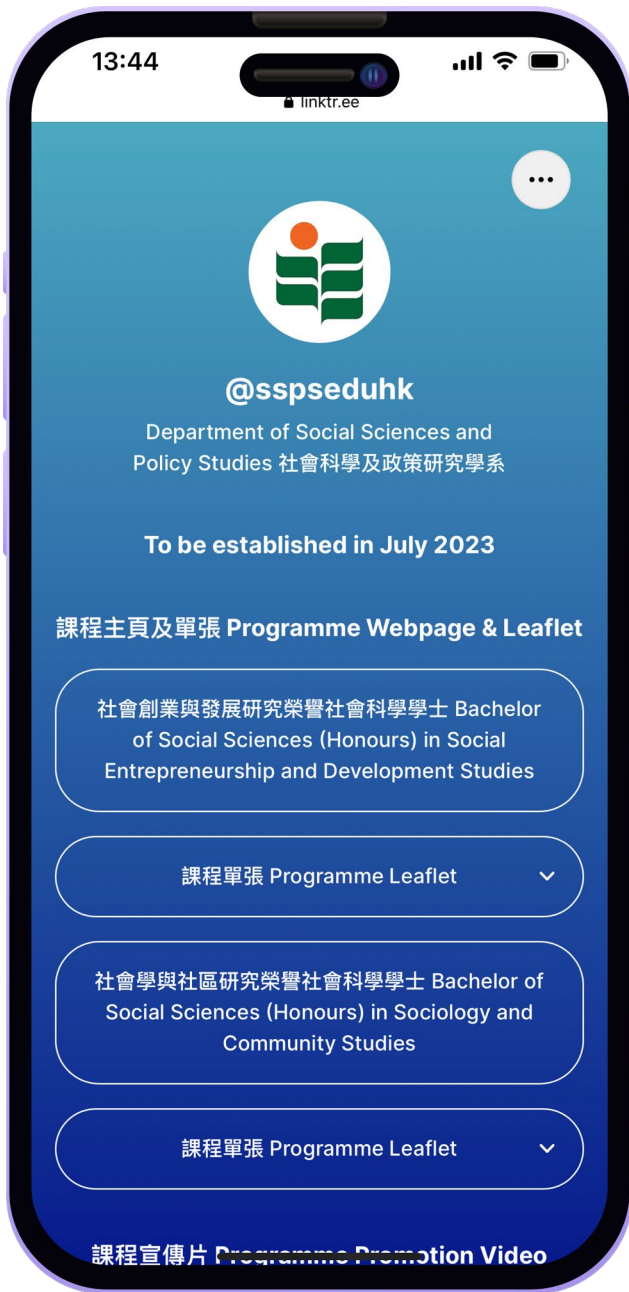 13:44
linktr.ee
@sspseduhk
Department of Social Sciences and
Policy Studies 社會科學及政策研究學系
To be established in July 2023
課程主頁及單張 Programme Webpage & Leaflet
社會創業與發展研究榮譽社會科學學士 Bachelor
of Social Sciences (Honours) in Social
Entrepreneurship and Development Studies
課程單張 Programme Leaflet
社會學與社區研究榮譽社會科學學士 Bachelor of
Social Sciences (Honours) in Sociology and
Community Studies
課程單張 Programme Leaflet
課程宣傳片 Programme Promotion Video